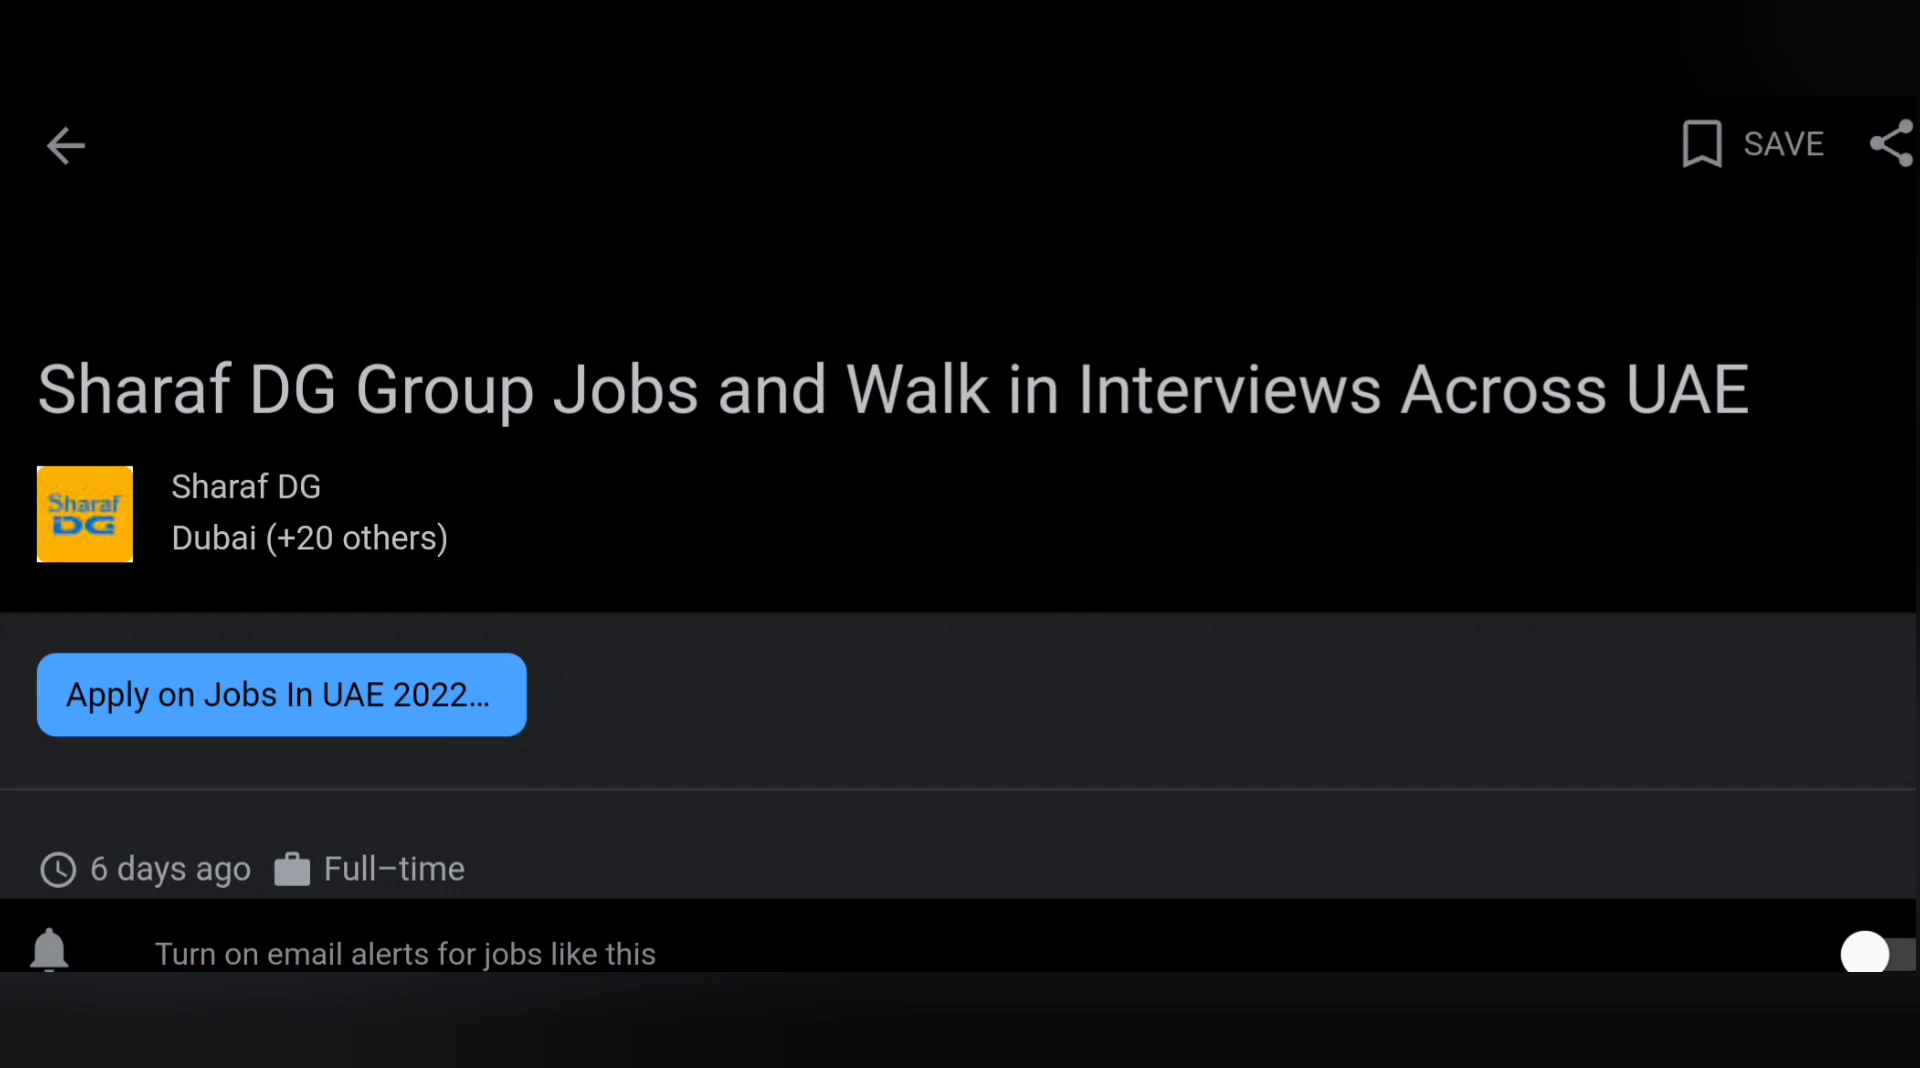 SAVE
Sharaf DG Group Jobs and Walk in Interviews Across UAE
Sharaf
DG
Sharaf DG
Dubai (+20 others)
Apply on Jobs In UAE 2022...
6 days ago Full–time
Turn on email alerts for jobs like this